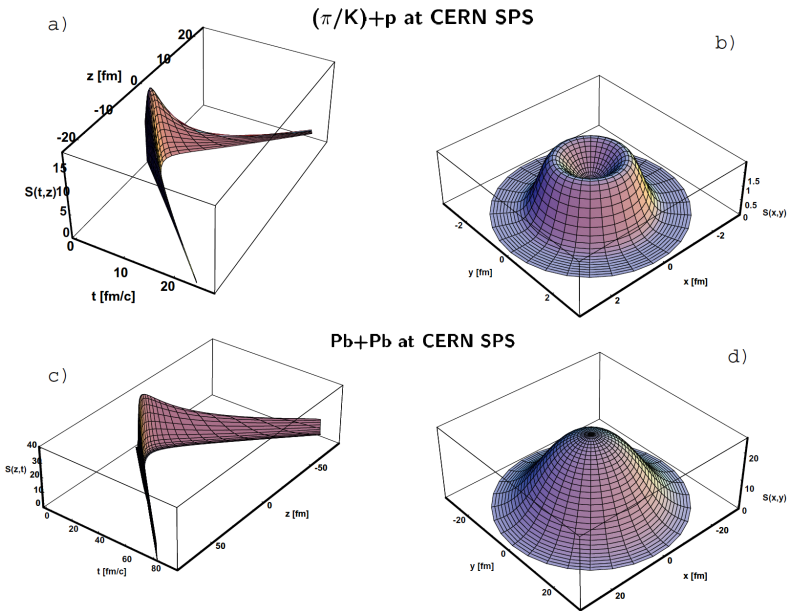 (π/K)+p at CERN SPS
a)
20
10
z [fm]
0
-10
-20
15
S(t,z)
10
5
0
0
10
20
t [fm/c]
b)
1.5
1
0.5
0
S(x,y)
-2
0
2
y [fm]
-2
0
2
x [fm]
Pb+Pb at CERN SPS
c)
40
30
S(z,t)
20
10
0
0
20
40
60
80
t [fm/c]
-50
0
50
z [fm]
d)
20
10
0
S(x,y)
-20
0
20
y [fm]
-20
0
20
x [fm]